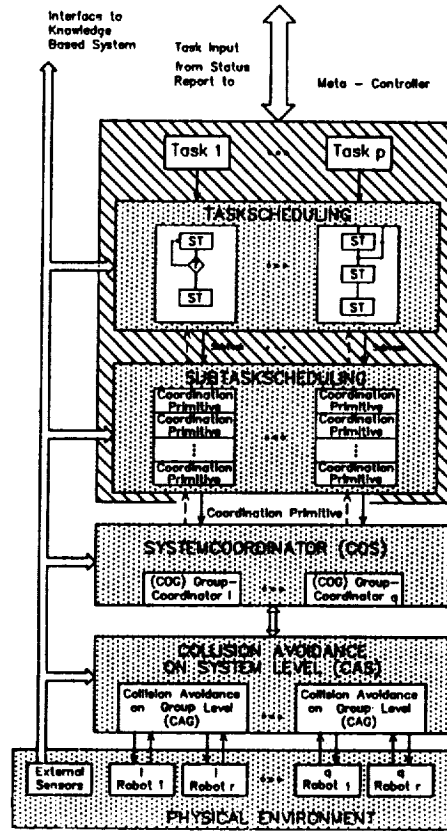 Interface to
Knowledge
Based System
Task Input
from Status
Report to
Meta - Controller
Task 1
Task p
TASKSCHEDULING
ST
ST
ST
ST
ST
Status
SUBTASKSCHEDULING
Coordination
Primitive
Coordination
Primitive
⋮
Coordination
Primitive
Coordination
Primitive
Coordination
Primitive
⋮
Coordination
Primitive
Coordination Primitive
SYSTEMCOORDINATOR (COS)
(COG) Group-
Coordinator 1
(COG) Group-
Coordinator q
COLLISION AVOIDANCE
ON SYSTEM LEVEL (CAS)
Collision Avoidance
on Group Level
(CAG)
Collision Avoidance
on Group Level
(CAG)
External
Sensors
1
Robot 1
1
Robot r
q
Robot 1
q
Robot r
PHYSICAL ENVIRONMENT